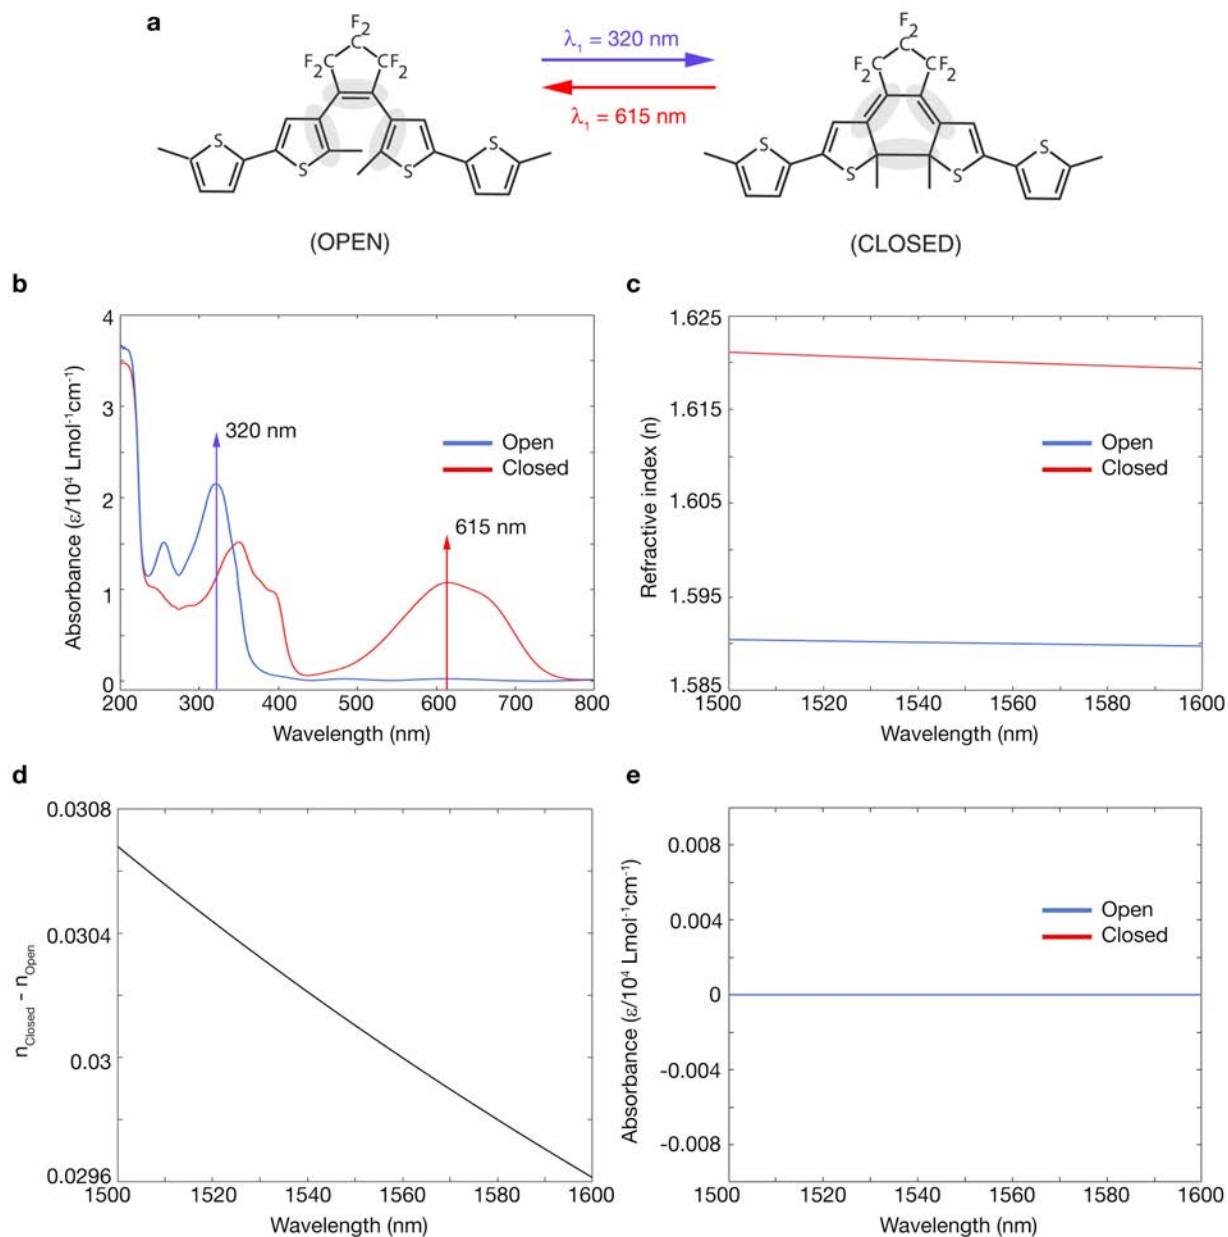 a
F₂
C
F₂C
CF₂
S
S
S
S
(OPEN)
λ₁ = 320 nm
λ₁ = 615 nm
F₂
C
F₂C
CF₂
S
S
S
S
(CLOSED)
b
Absorbance (ε/10⁴ Lmol⁻¹cm⁻¹)
4
3
2
1
0
320 nm
615 nm
Open
Closed
200 300 400 500 600 700 800
Wavelength (nm)
c
Refractive index (n)
1.625
1.615
1.605
1.595
1.585
Open
Closed
1500 1520 1540 1560 1580 1600
Wavelength (nm)
d
n_Closed – n_Open
0.0308
0.0304
0.03
0.0296
1500 1520 1540 1560 1580 1600
Wavelength (nm)
e
Absorbance (ε/10⁴ Lmol⁻¹cm⁻¹)
0.008
0.004
0
-0.004
-0.008
Open
Closed
1500 1520 1540 1560 1580 1600
Wavelength (nm)